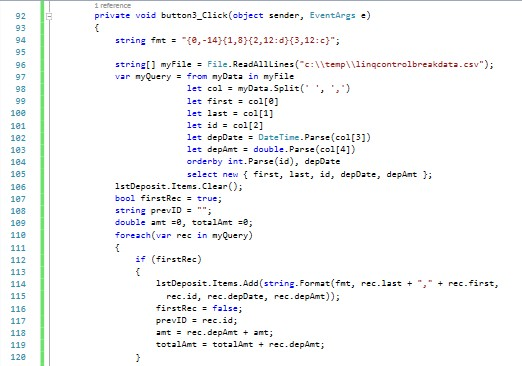 1 reference
92 private void button3_Click(object sender, EventArgs e)
93 {
94 string fmt = "{0,-14}{1,8}{2,12:d}{3,12:c}";
95
96 string[] myFile = File.ReadAllLines("c:\\temp\\linqcontrolbreakdata.csv");
97 var myQuery = from myData in myFile
98 let col = myData.Split(' ', ',')
99 let first = col[0]
100 let last = col[1]
101 let id = col[2]
102 let depDate = DateTime.Parse(col[3])
103 let depAmt = double.Parse(col[4])
104 orderby int.Parse(id), depDate
105 select new { first, last, id, depDate, depAmt };
106 lstDeposit.Items.Clear();
107 bool firstRec = true;
108 string prevID = "";
109 double amt =0, totalAmt =0;
110 foreach(var rec in myQuery)
111 {
112 if (firstRec)
113 {
114 lstDeposit.Items.Add(string.Format(fmt, rec.last + "," + rec.first,
115 rec.id, rec.depDate, rec.depAmt));
116 firstRec = false;
117 prevID = rec.id;
118 amt = rec.depAmt + amt;
119 totalAmt = totalAmt + rec.depAmt;
120 }